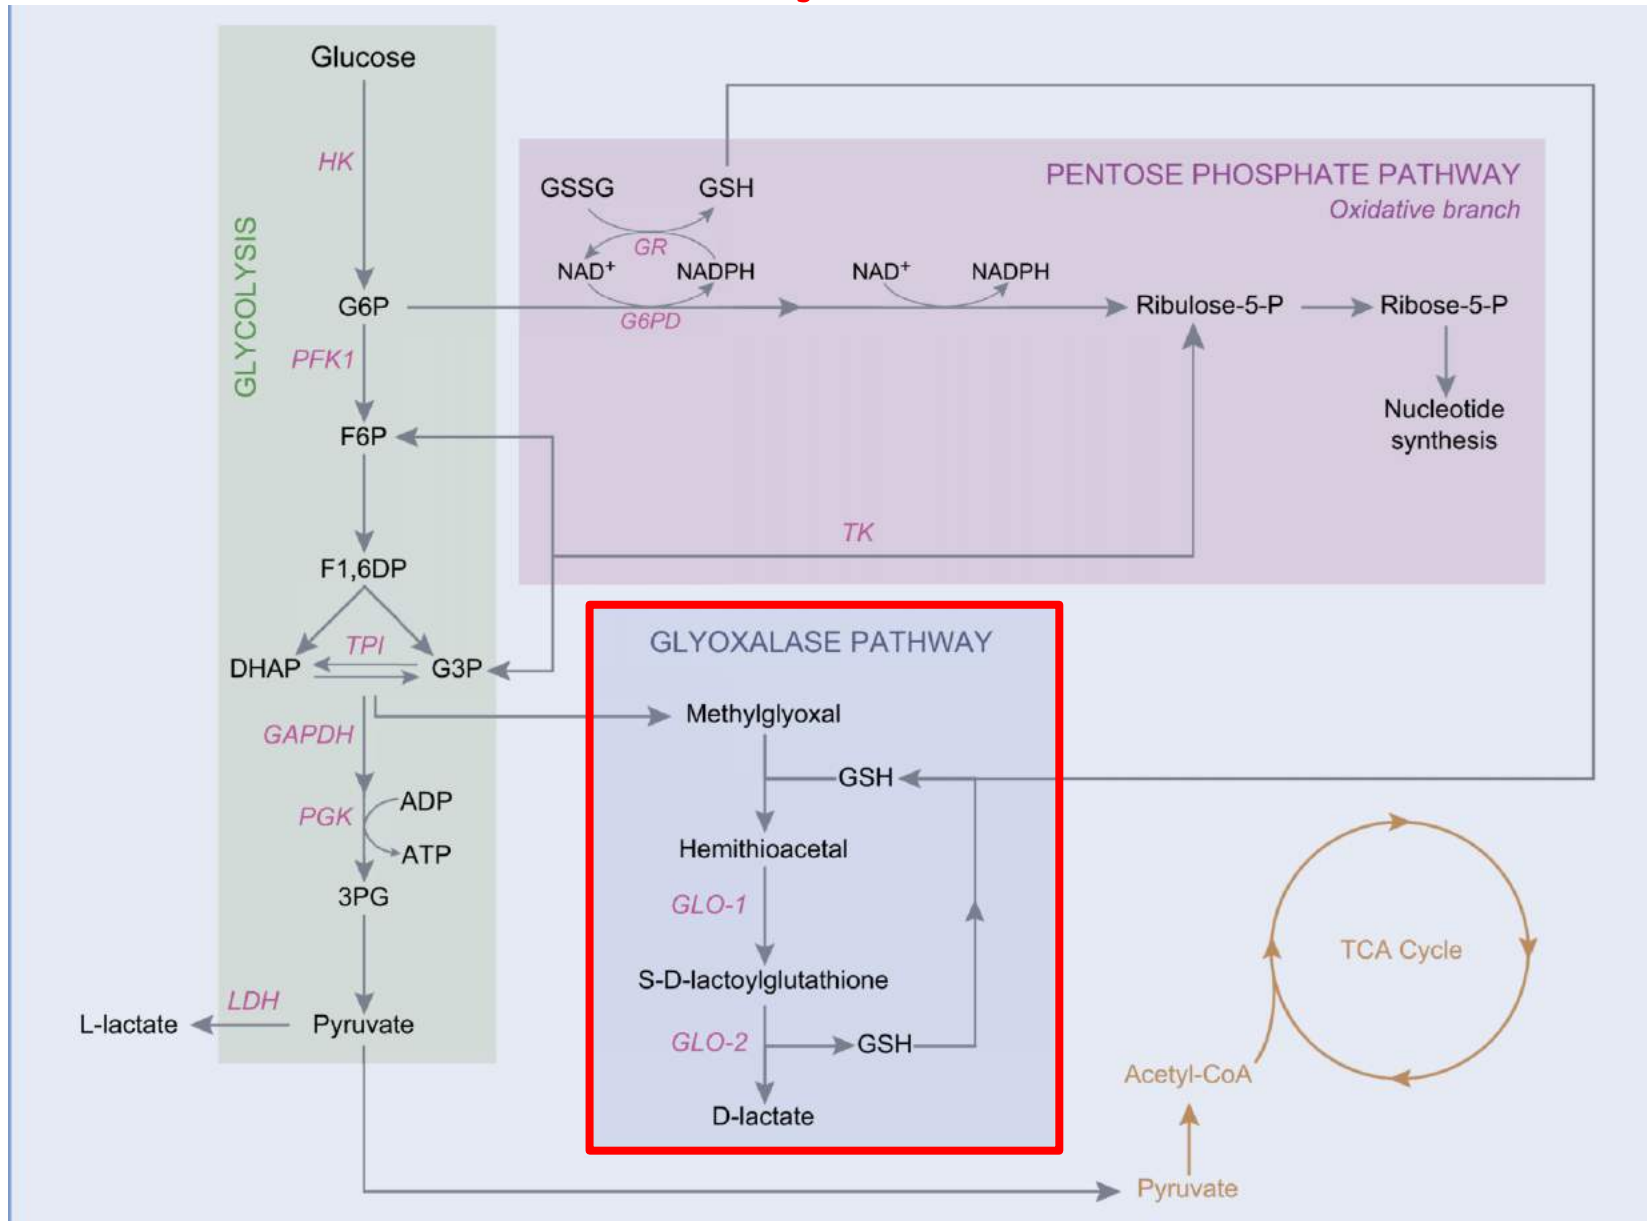 Glucose
HK
G6P
PFK1
F6P
F1,6DP
TPI
DHAP
G3P
GAPDH
ADP
PGK
ATP
3PG
LDH
L-lactate
Pyruvate
GLYCOLYSIS
PENTOSE PHOSPHATE PATHWAY
Oxidative branch
GSSG
GSH
GR
NAD+
NADPH
NAD+
NADPH
G6PD
Ribulose-5-P
Ribose-5-P
Nucleotide
synthesis
TK
GLYOXALASE PATHWAY
Methylglyoxal
GSH
Hemithioacetal
GLO-1
S-D-lactoylglutathione
GLO-2
GSH
D-lactate
TCA Cycle
Acetyl-CoA
Pyruvate